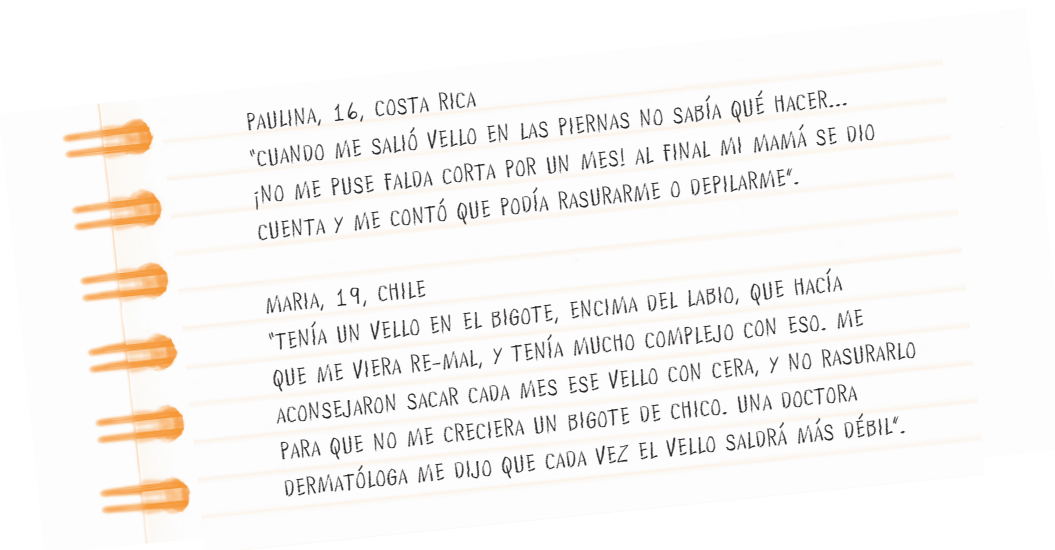 PAULINA, 16, COSTA RICA
"CUANDO ME SALIÓ VELLO EN LAS PIERNAS NO SABÍA QUÉ HACER...
¡NO ME PUSE FALDA CORTA POR UN MES! AL FINAL MI MAMÁ SE DIO
CUENTA Y ME CONTÓ QUE PODÍA RASURARME O DEPILARME".
MARIA, 19, CHILE
"TENÍA UN VELLO EN EL BIGOTE, ENCIMA DEL LABIO, QUE HACÍA
QUE ME VIERA RE-MAL, Y TENÍA MUCHO COMPLEJO CON ESO. ME
ACONSEJARON SACAR CADA MES ESE VELLO CON CERA, Y NO RASURARLO
PARA QUE NO ME CRECIERA UN BIGOTE DE CHICO. UNA DOCTORA
DERMATÓLOGA ME DIJO QUE CADA VEZ EL VELLO SALDRÁ MÁS DÉBIL".